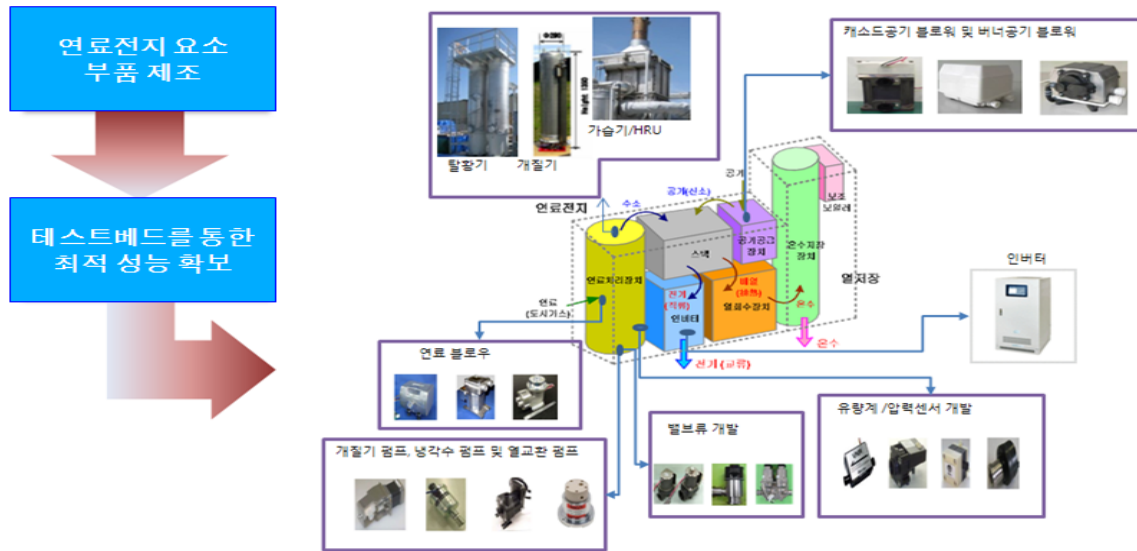 연료전지 요소
부품 제조
테스트베드를 통한
최적 성능 확보
Height 1300
가습기/HRU
탈황기
개질기
캐소드공기 블로워 및 버너공기 블로워
연료전지
수소
공기(산소)
공기
보조
보일러
스택
공기공급
장치
온수저장
장치
연료처리장치
전기
(직류)
인버터
배열
열회수장치
온수
열저장
연료
(도시가스)
전기 (교류)
온수
인버터
연료 블로우
개질기 펌프, 냉각수 펌프 및 열교환 펌프
밸브류 개발
유량계 /압력센서 개발